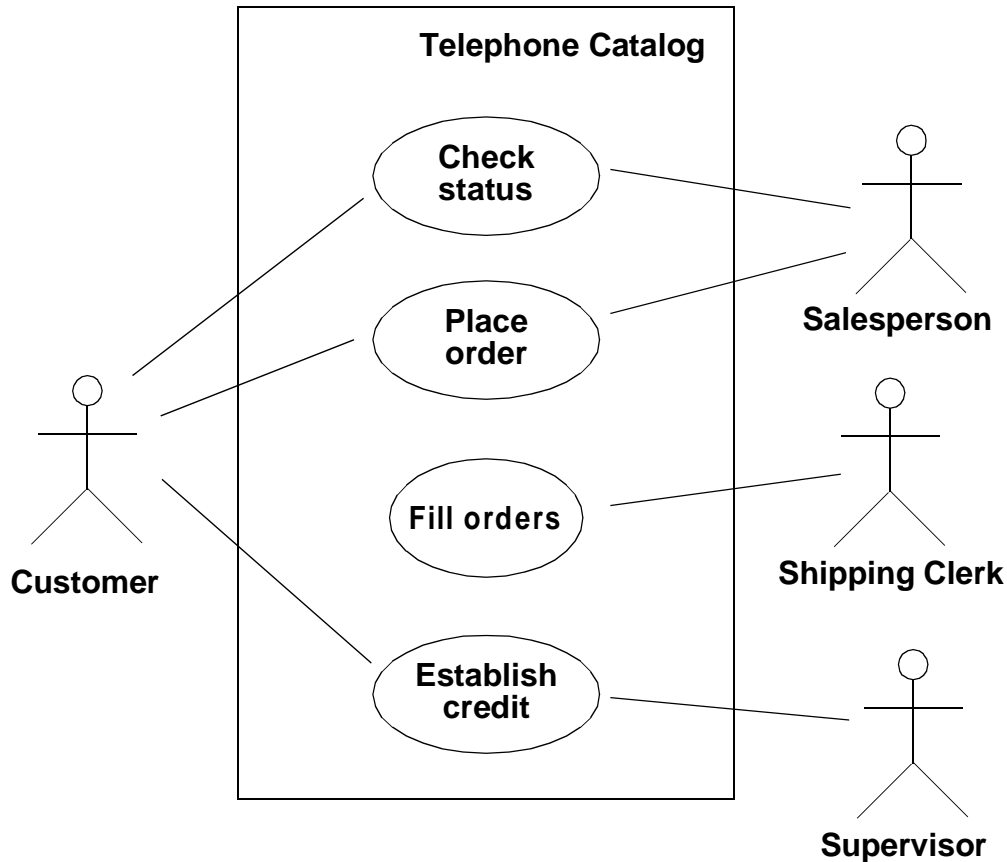 Telephone Catalog
Check
status
Place
order
Salesperson
Fill orders
Customer
Shipping Clerk
Establish
credit
Supervisor